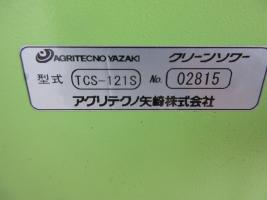 AGRITECNO YAZAKI クリーンソワー
型式 TCS-121S No. 02815
アグリテクノ矢崎株式会社